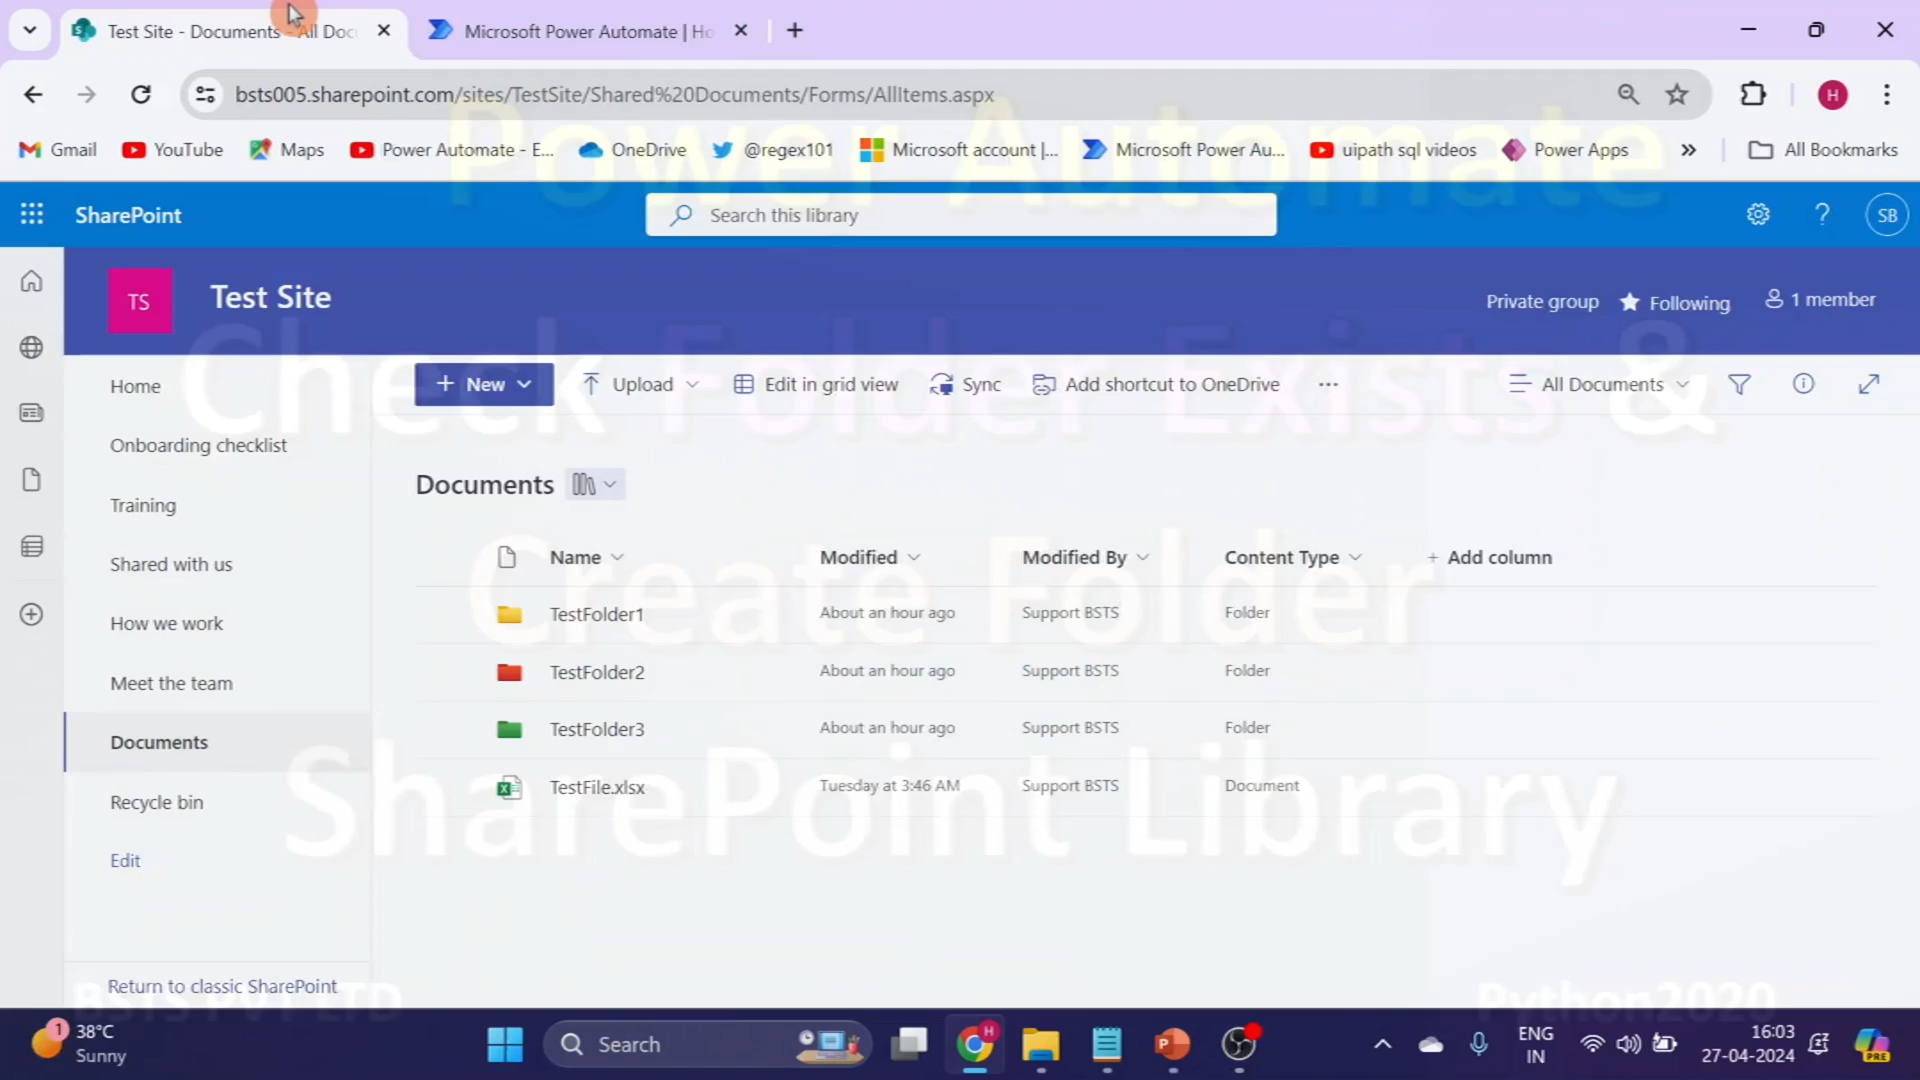 Test Site - Documents - All Doc
Microsoft Power Automate | Ho
bsts005.sharepoint.com/sites/TestSite/Shared%20Documents/Forms/AllItems.aspx
H
Gmail
YouTube
Maps
Power Automate - E...
OneDrive
@regex101
Microsoft account |...
Microsoft Power Au...
uipath sql videos
Power Apps
All Bookmarks
Power Automate
SharePoint
Search this library
SB
TS
Test Site
Private group
Following
1 member
Check Folder Exists &
Home
New
Upload
Edit in grid view
Sync
Add shortcut to OneDrive
All Documents
Onboarding checklist
Training
Shared with us
How we work
Meet the team
Documents
Recycle bin
Edit
Return to classic SharePoint
Documents
Name
Modified
Modified By
Content Type
+ Add column
Create Folder
TestFolder1
About an hour ago
Support BSTS
Folder
TestFolder2
About an hour ago
Support BSTS
Folder
TestFolder3
About an hour ago
Support BSTS
Folder
SharePoint Library
TestFile.xlsx
Tuesday at 3:46 AM
Support BSTS
Document
BSTS PVT LTD
Python2020
1
38°C
Sunny
Search
H
P
ENG
IN
16:03
27-04-2024
PRE